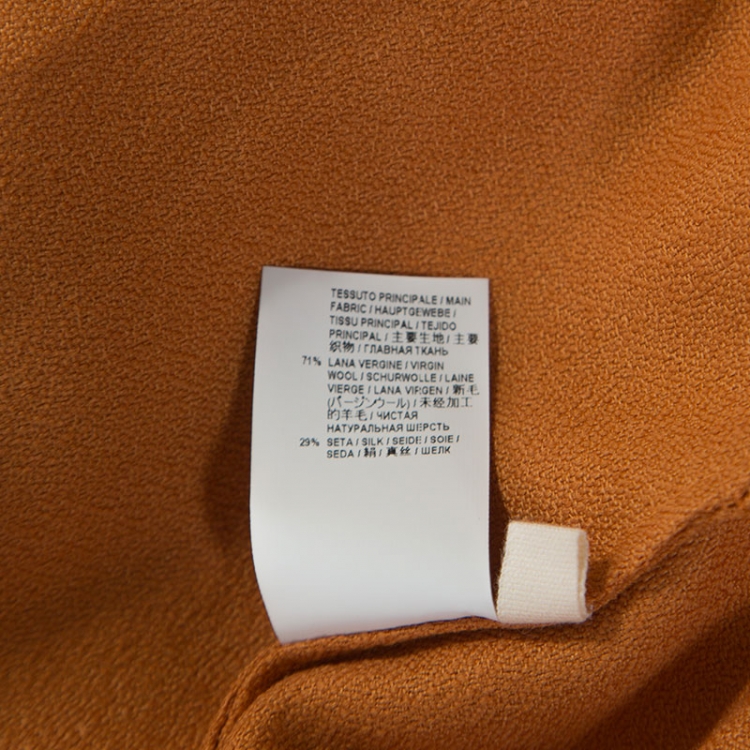 TESSUTO PRINCIPALE / MAIN
FABRIC / HAUPTGEWEBE /
TISSU PRINCIPAL / TEJIDO
PRINCIPAL / 主要生地 / 主要
织物 / ГЛАВНАЯ ТКАНЬ
71% LANA VERGINE / VIRGIN
WOOL / SCHURWOLLE / LAINE
VIERGE / LANA VIRGEN / 新毛
(バージンウール) / 未经加工
的羊毛 / ЧИСТАЯ
НАТУРАЛЬНАЯ ШЕРСТЬ
29% SETA / SILK / SEIDE / SOIE /
SEDA / 絹 / 真丝 / ШЕЛК